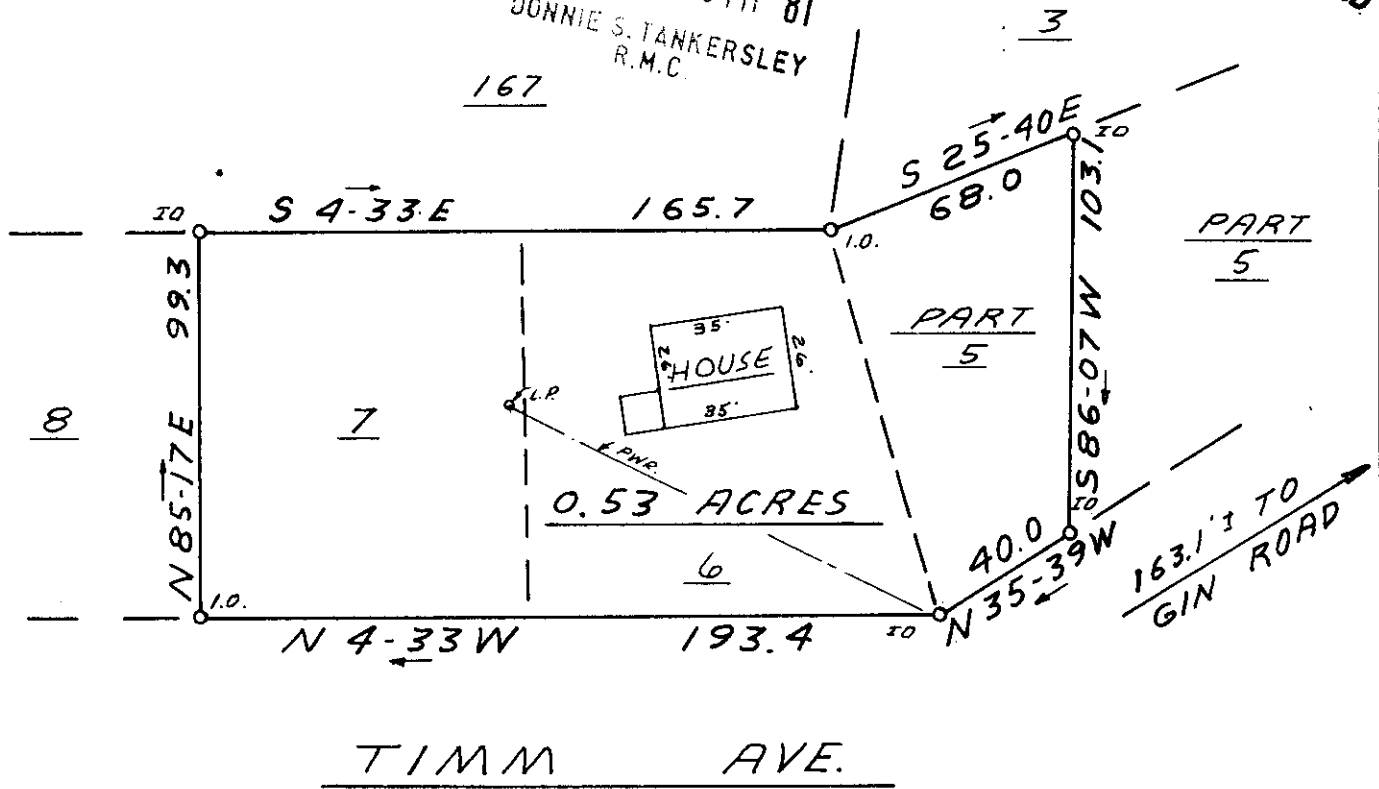 81
DONNIE S. TANKERSLEY
R.M.C.
3
167
S 25-40 E
68.0
IO
S 4-33 E 165.7
IO
I.O.
N 85-17 E 99.3
S 86-07 W 103.1
PART
5
PART
5
35'
26
HOUSE
26'
35'
L.P.
PWR.
8
7
0.53 ACRES
6
IO
40.0
N 35-39 W
163.1'± TO
GIN ROAD
I.O.
IO
N 4-33 W 193.4
TIMM AVE.